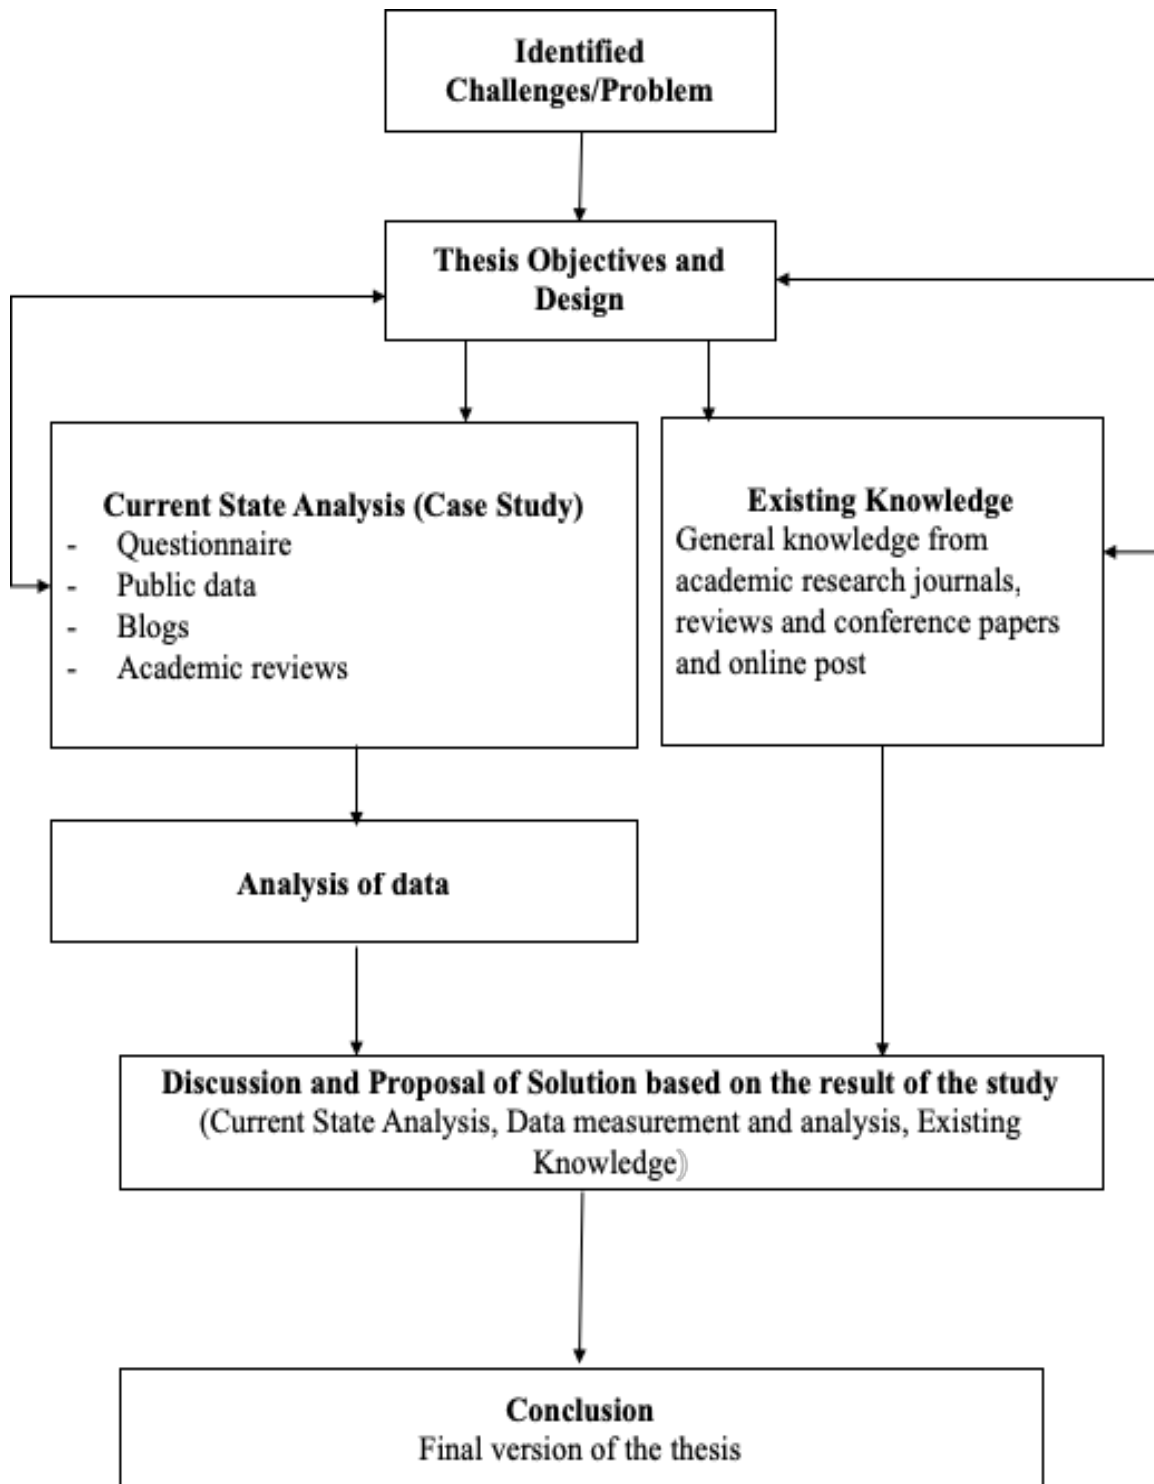 Identified
Challenges/Problem
Thesis Objectives and
Design
Current State Analysis (Case Study)
- Questionnaire
- Public data
- Blogs
- Academic reviews
Existing Knowledge
General knowledge from
academic research journals,
reviews and conference papers
and online post
Analysis of data
Discussion and Proposal of Solution based on the result of the study
(Current State Analysis, Data measurement and analysis, Existing
Knowledge)
Conclusion
Final version of the thesis